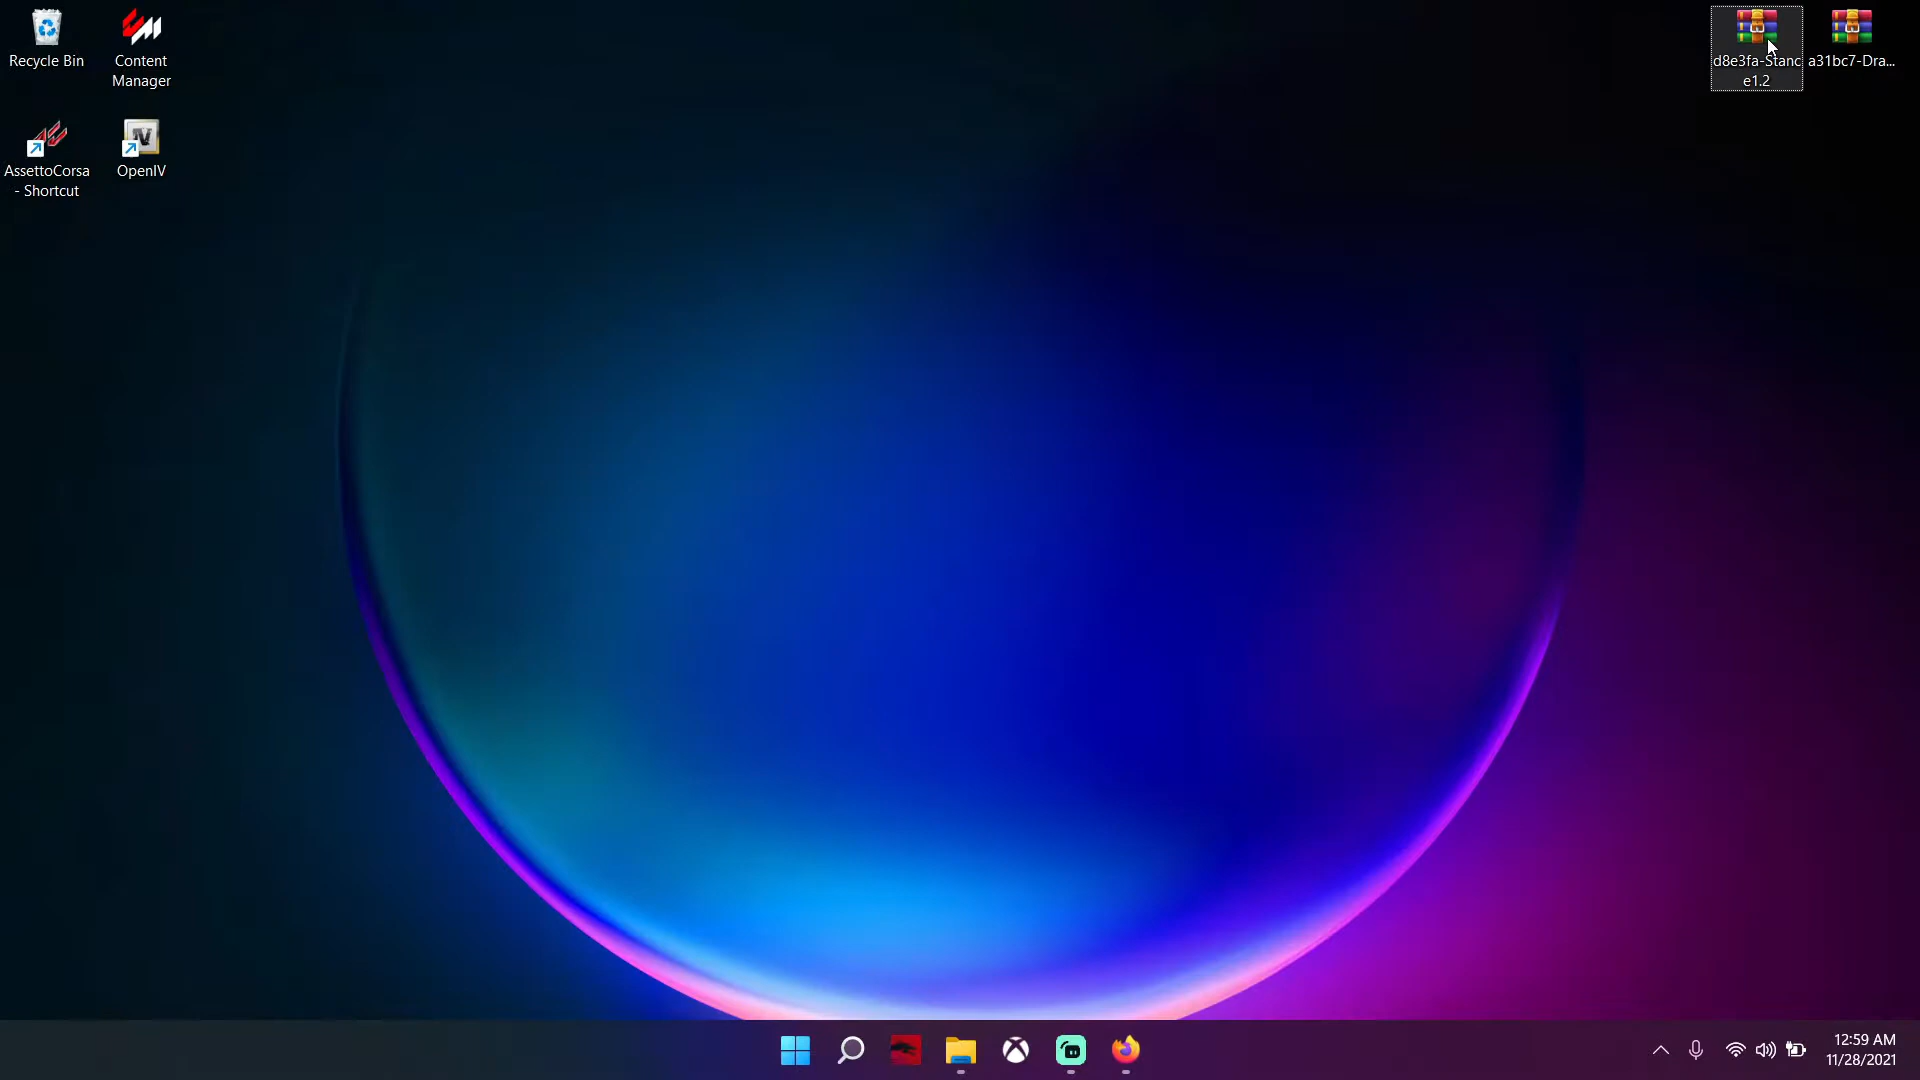 Recycle Bin
Content
Manager
AssettoCorsa
- Shortcut
OpenIV
d8e3fa-Stanc
e1.2
a31bc7-Dra...
12:59 AM
11/28/2021